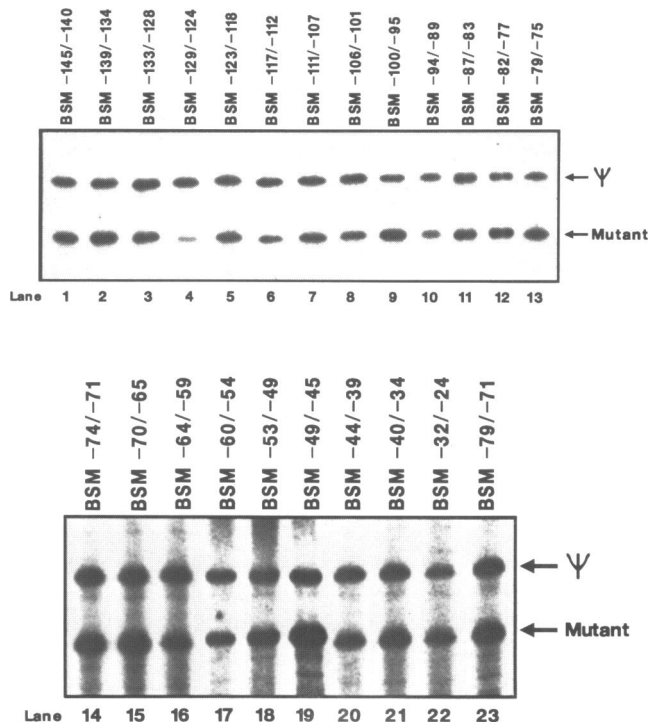 BSM -145/-140
BSM -139/-134
BSM -133/-128
BSM -129/-124
BSM -123/-118
BSM -117/-112
BSM -111/-107
BSM -106/-101
BSM -100/-95
BSM -94/-89
BSM -87/-83
BSM -82/-77
BSM -79/-75
Ψ
Mutant
Lane 1 2 3 4 5 6 7 8 9 10 11 12 13
BSM -74/-71
BSM -70/-65
BSM -64/-59
BSM -60/-54
BSM -53/-49
BSM -49/-45
BSM -44/-39
BSM -40/-34
BSM -32/-24
BSM -79/-71
Ψ
Mutant
Lane 14 15 16 17 18 19 20 21 22 23